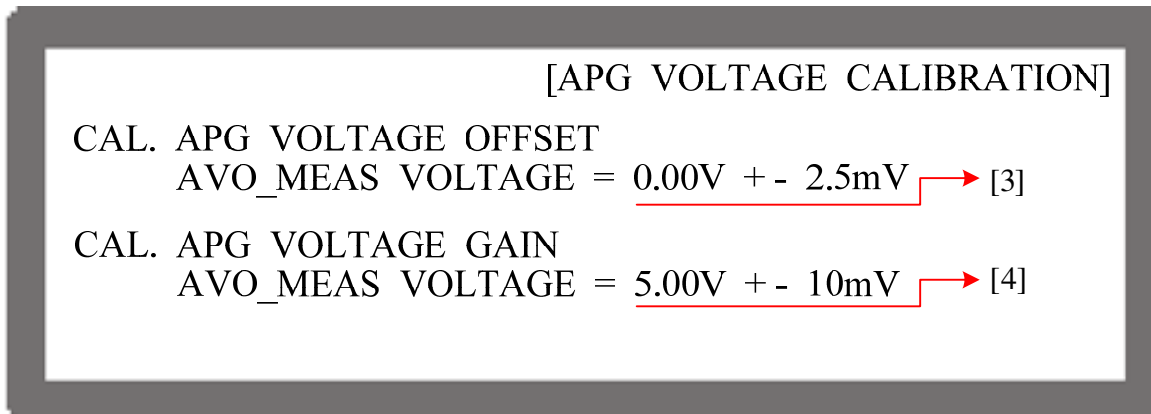 [APG VOLTAGE CALIBRATION]
CAL. APG VOLTAGE OFFSET
AVO_MEAS VOLTAGE = 0.00V +- 2.5mV [3]
CAL. APG VOLTAGE GAIN
AVO_MEAS VOLTAGE = 5.00V +- 10mV [4]